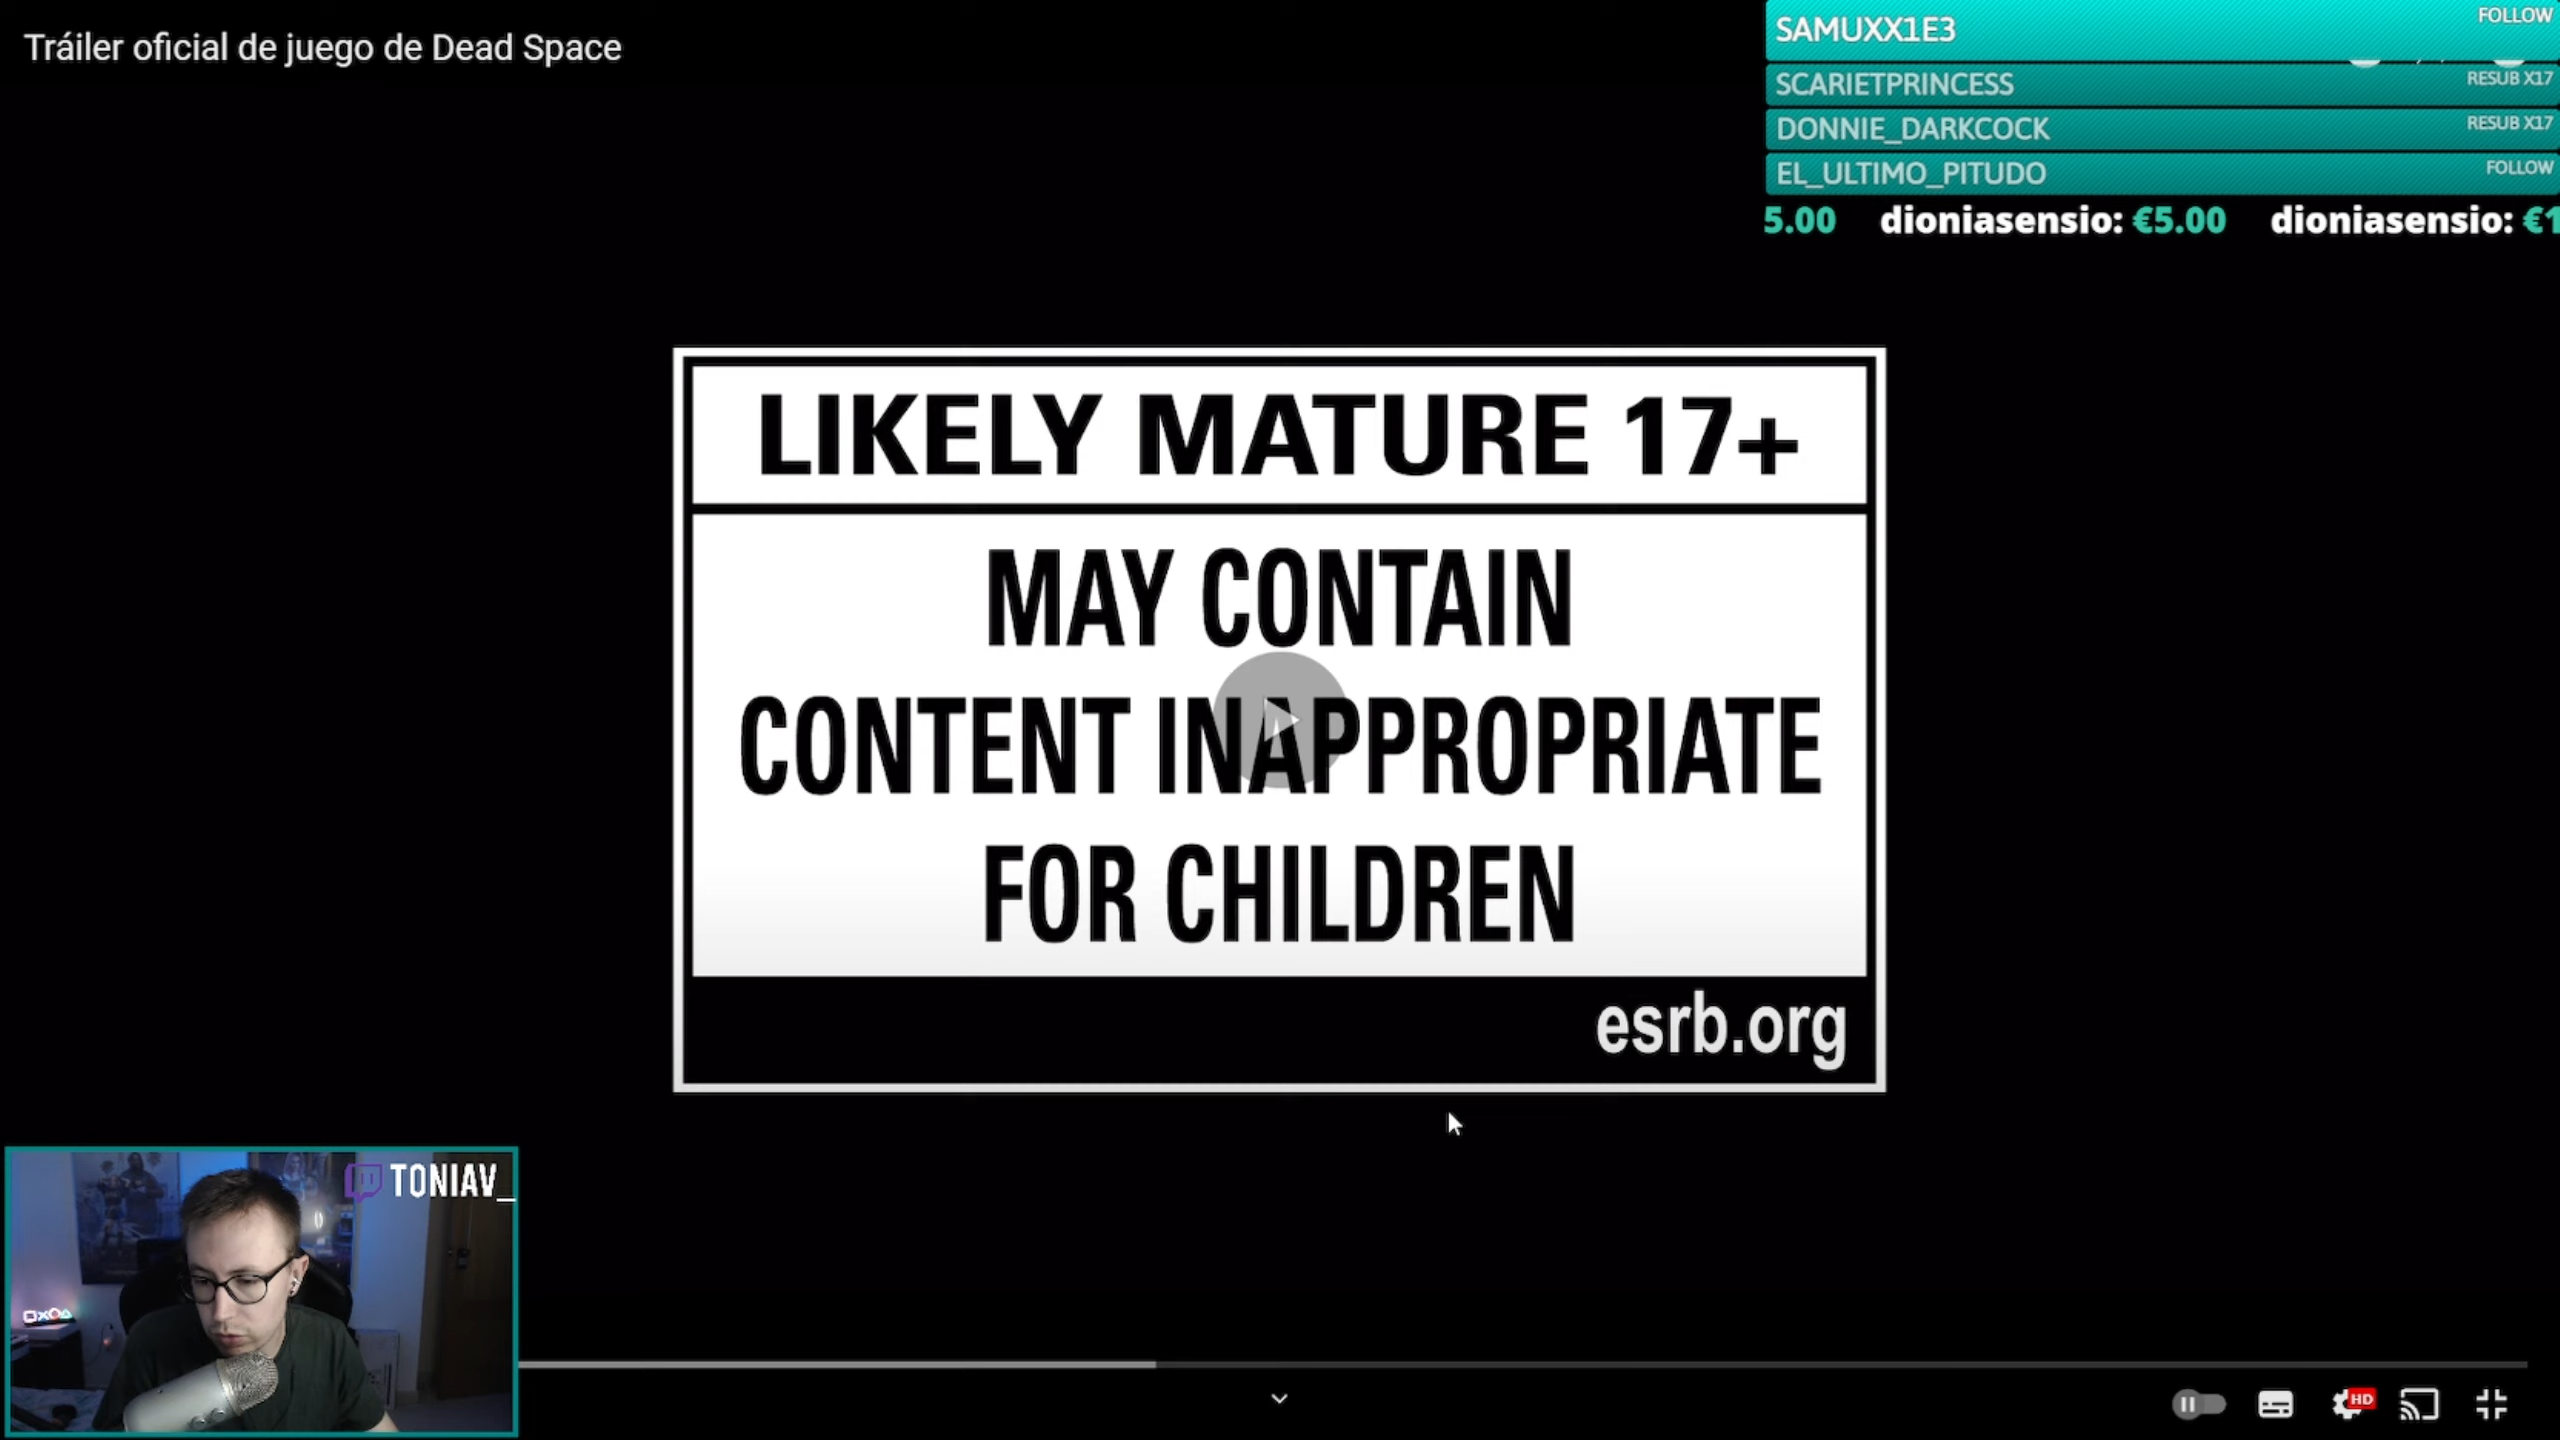 Tráiler oficial de juego de Dead Space
SAMUXX1E3 FOLLOW
SCARIETPRINCESS RESUB X17
DONNIE_DARKCOCK RESUB X17
EL_ULTIMO_PITUDO FOLLOW
5.00 dioniasensio: €5.00 dioniasensio: €1
LIKELY MATURE 17+
MAY CONTAIN
CONTENT INAPPROPRIATE
FOR CHILDREN
esrb.org
TONIAV_
HD